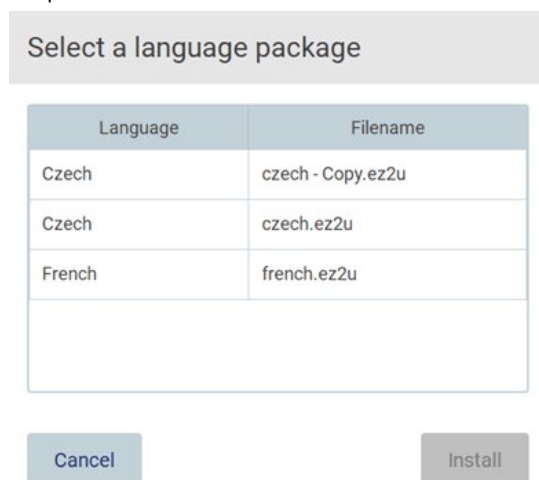 Select a language package
Language Filename
Czech czech - Copy.ez2u
Czech czech.ez2u
French french.ez2u
Cancel Install